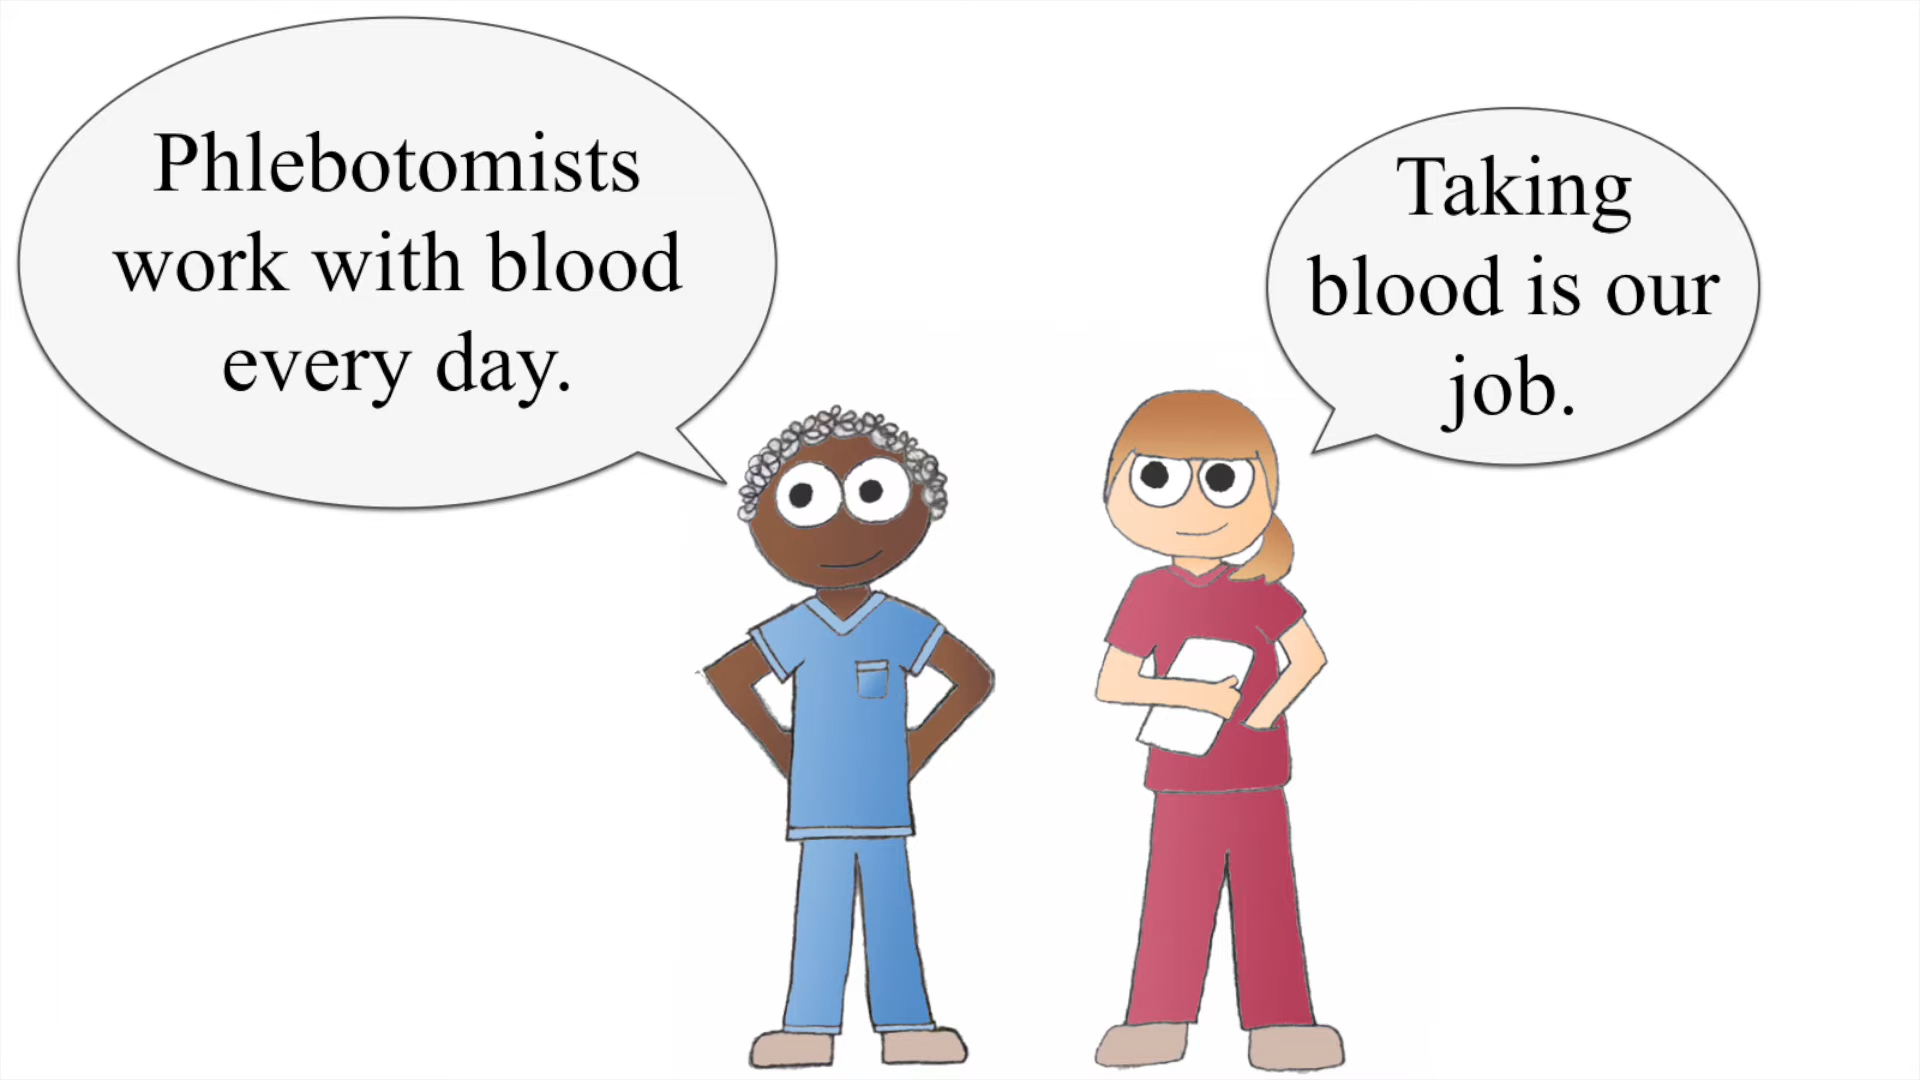 Phlebotomists
work with blood
every day.
Taking
blood is our
job.